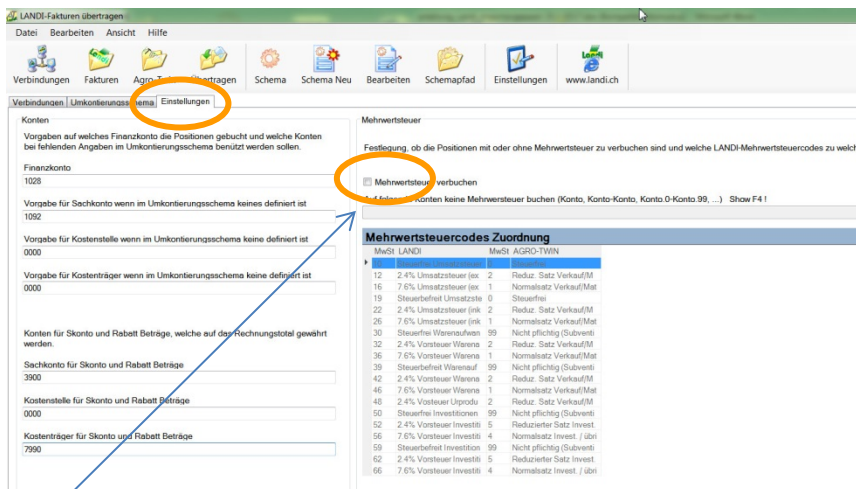 LANDI-Fakturen übertragen
Datei Bearbeiten Ansicht Hilfe
Verbindungen Fakturen Agro-Twin Übertragen Schema Schema Neu Bearbeiten Schemapfad Einstellungen www.landi.ch
Verbindungen Umkontierungsschema Einstellungen
Konten
Vorgaben auf welches Finanzkonto die Positionen gebucht und welche Konten
bei fehlenden Angaben im Umkontierungsschema benützt werden sollen.
Finanzkonto
1028
Vorgabe für Sachkonto wenn im Umkontierungsschema keines definiert ist
1092
Vorgabe für Kostenstelle wenn im Umkontierungsschema keine definiert ist
0000
Vorgabe für Kostenträger wenn im Umkontierungsschema keine definiert ist
0000
Konten für Skonto und Rabatt Beträge, welche auf das Rechnungstotal gewährt
werden.
Sachkonto für Skonto und Rabatt Beträge
3900
Kostenstelle für Skonto und Rabatt Beträge
0000
Kostenträger für Skonto und Rabatt Beträge
7990
Mehrwertsteuer
Festlegung, ob die Positionen mit oder ohne Mehrwertsteuer zu verbuchen sind und welche LANDI-Mehrwertsteuercodes zu welch
Mehrwertsteuer verbuchen
Auf folgende Konten keine Mehrwersteuer buchen (Konto, Konto-Konto, Konto.0-Konto.99, ...) Show F4 !
Mehrwertsteuercodes Zuordnung
MwSt LANDI MwSt AGRO-TWIN
12 2.4% Umsatzsteuer (ex 2 Reduz. Satz Verkauf/M
16 7.6% Umsatzsteuer (ex 1 Normalsatz Verkauf/Mat
19 Steuerbefreit Umsatzste 0 Steuerfrei
22 2.4% Umsatzsteuer (ink 2 Reduz. Satz Verkauf/M
26 7.6% Umsatzsteuer (ink 1 Normalsatz Verkauf/Mat
30 Steuerfrei Warenaufwan 99 Nicht pflichtig (Subventi
32 2.4% Vorsteuer Warena 2 Reduz. Satz Verkauf/M
36 7.6% Vorsteuer Warena 1 Normalsatz Verkauf/Mat
39 Steuerbefreit Warenauf 99 Nicht pflichtig (Subventi
42 2.4% Vorsteuer Warena 2 Reduz. Satz Verkauf/M
46 7.6% Vorsteuer Warena 1 Normalsatz Verkauf/Mat
48 2.4% Vosteuer Urprodu 2 Reduz. Satz Verkauf/M
50 Steuerfrei Investitionen 99 Nicht pflichtig (Subventi
52 2.4% Vorsteuer Investiti 5 Reduzierter Satz Invest.
56 7.6% Vorsteuer Investiti 4 Normalsatz Invest. / übri
59 Steuerbefreit Investition 99 Nicht pflichtig (Subventi
62 2.4% Vorsteuer Investiti 5 Reduzierter Satz Invest.
66 7.6% Vorsteuer Investiti 4 Normalsatz Invest. / übri